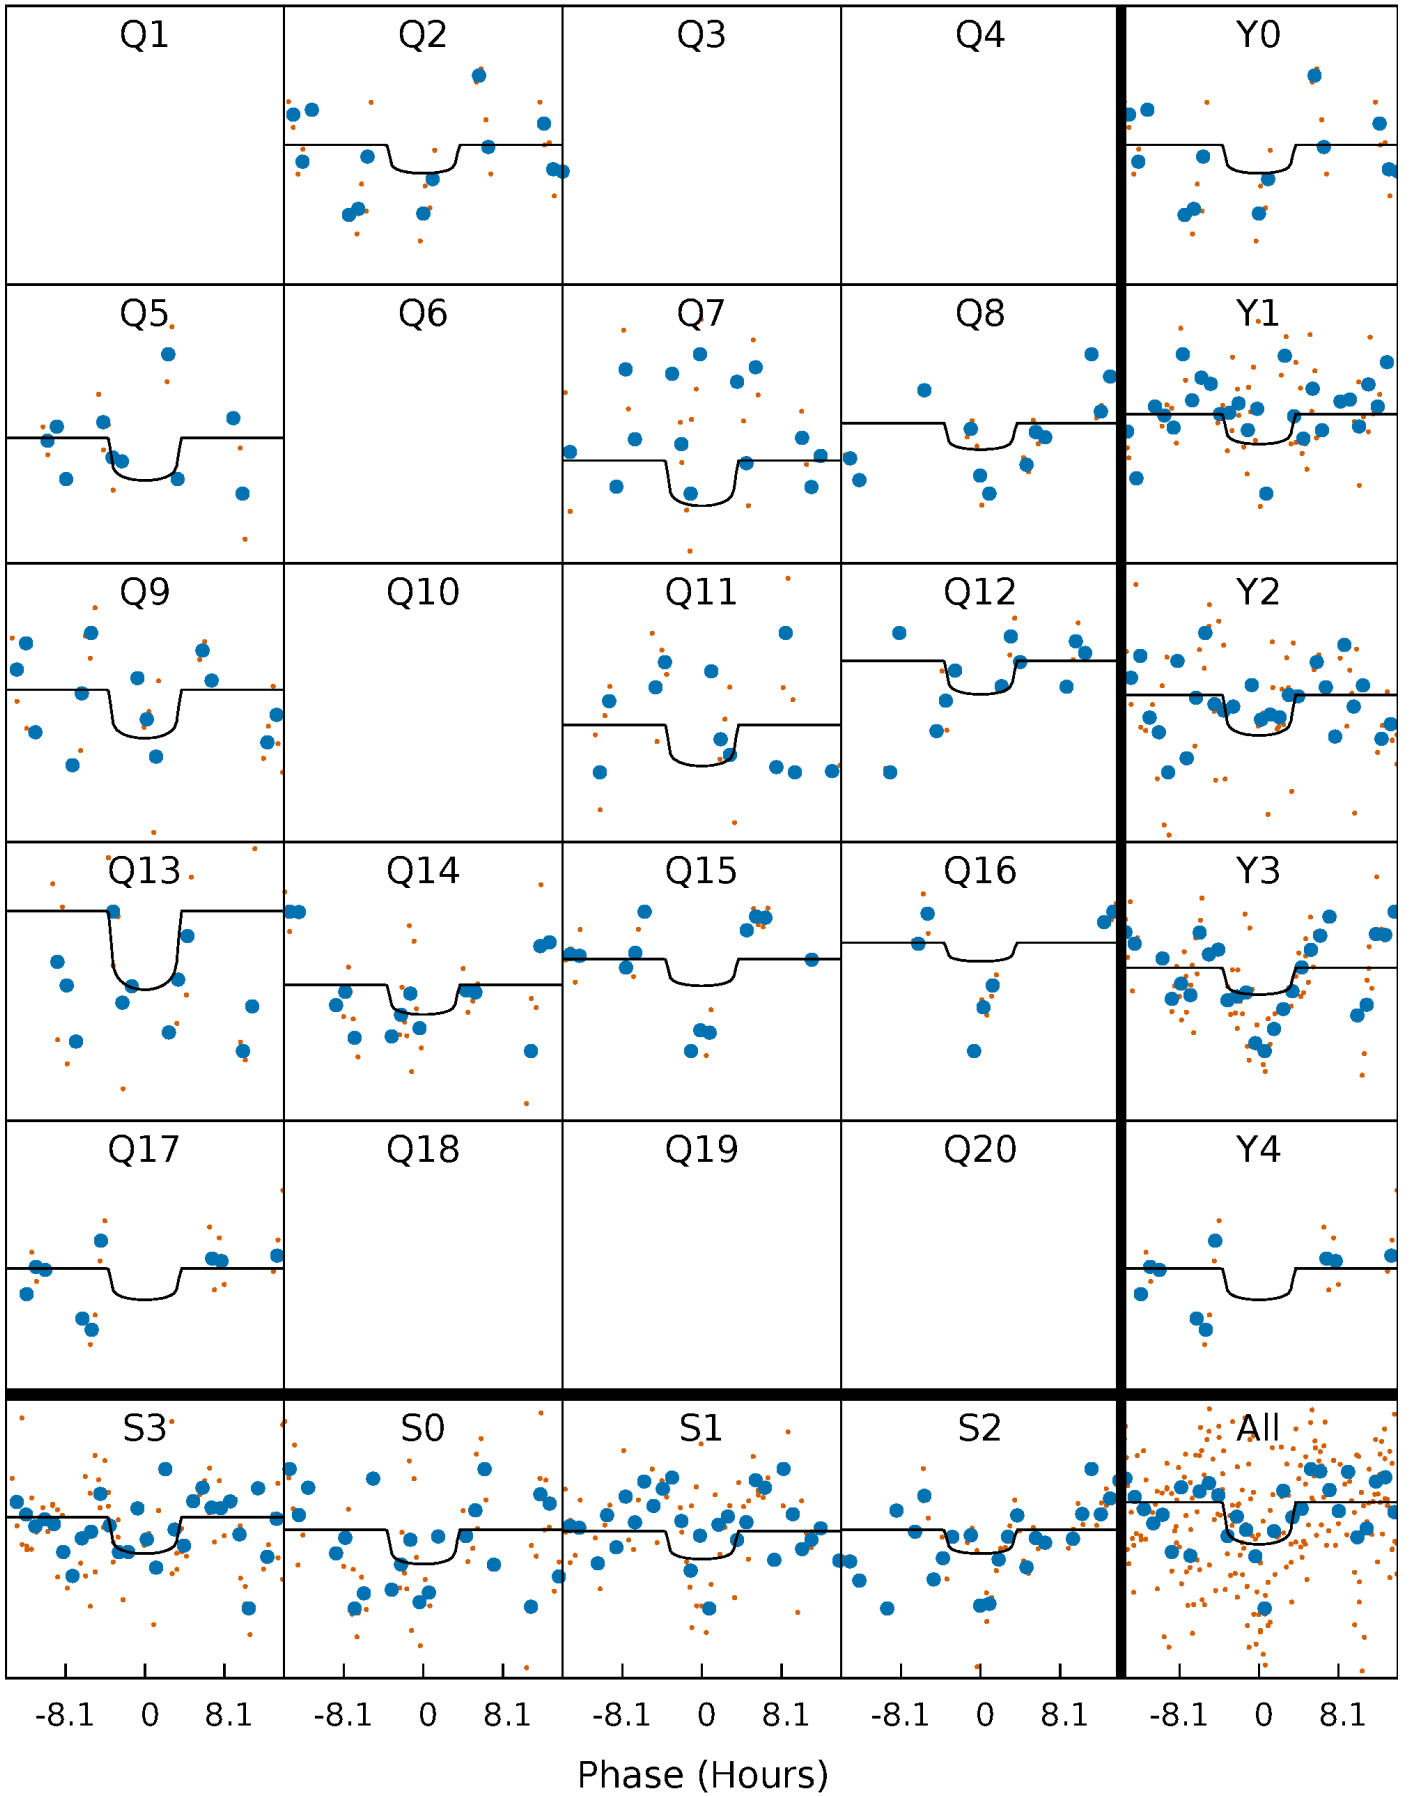 Q1 Q2 Q3 Q4 Y0
Q5 Q6 Q7 Q8 Y1
Q9 Q10 Q11 Q12 Y2
Q13 Q14 Q15 Q16 Y3
Q17 Q18 Q19 Q20 Y4
S3 S0 S1 S2 All
-8.1 0 8.1 -8.1 0 8.1 -8.1 0 8.1 -8.1 0 8.1 -8.1 0 8.1
Phase (Hours)